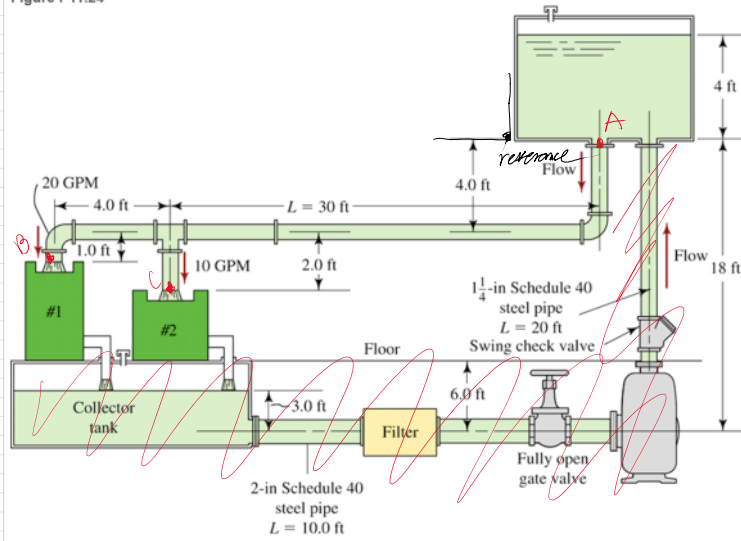 A
4 ft
reverance
Flow
4.0 ft
20 GPM
4.0 ft
L = 30 ft
B
1.0 ft
C
10 GPM
2.0 ft
Flow
18 ft
1 1/4-in Schedule 40
steel pipe
L = 20 ft
Swing check valve
#1
#2
Floor
6.0 ft
3.0 ft
Collector
tank
Filter
Fully open
gate valve
2-in Schedule 40
steel pipe
L = 10.0 ft